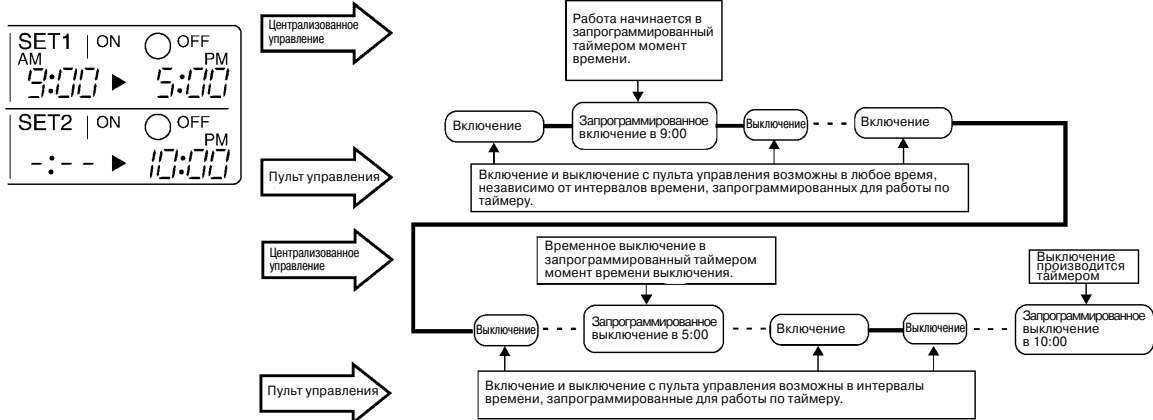 SET1 | ON OFF
AM PM
9:00 ▶ 5:00
SET2 | ON OFF
PM
-:-- ▶ 10:00
Централизованное
управление
Работа начинается в
запрограммированный
таймером момент
времени.
Включение
Запрограммированное
включение в 9:00
Выключение
Включение
Пульт управления
Включение и выключение с пульта управления возможны в любое время,
независимо от интервалов времени, запрограммированных для работы по
таймеру.
Централизованное
управление
Временное выключение в
запрограммированный таймером
момент времени выключения.
Выключение
производится
таймером
Выключение
Запрограммированное
выключение в 5:00
Включение
Выключение
Запрограммированное
выключение
в 10:00
Пульт управления
Включение и выключение с пульта управления возможны в интервалы
времени, запрограммированные для работы по таймеру.